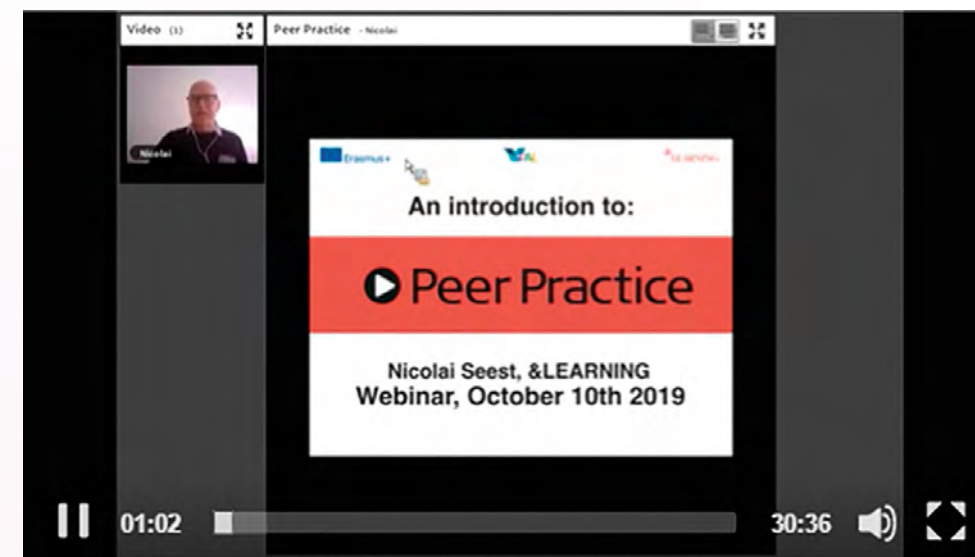 Video (1)
Peer Practice - Nicolai
Nicolai
Erasmus+
&LEARNING
An introduction to:
Peer Practice
Nicolai Seest, &LEARNING
Webinar, October 10th 2019
01:02
30:36